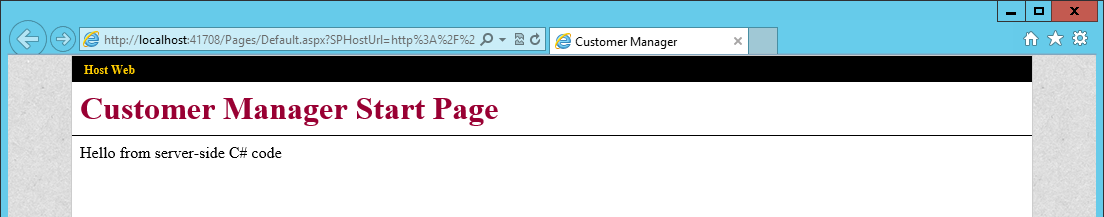 http://localhost:41708/Pages/Default.aspx?SPHostUrl=http%3A%2F%2
Customer Manager
Host Web
Customer Manager Start Page
Hello from server-side C# code